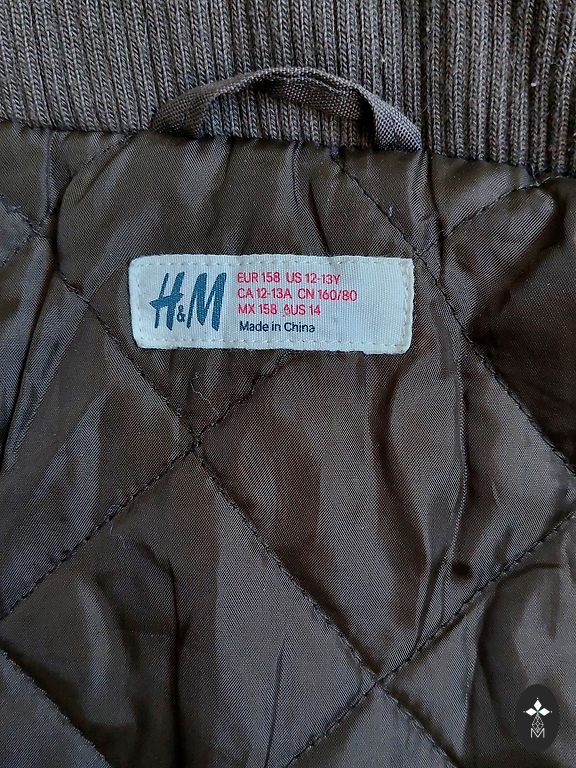 H&M
EUR 158 US 12-13Y
CA 12-13A CN 160/80
MX 158 AUS 14
Made in China
M